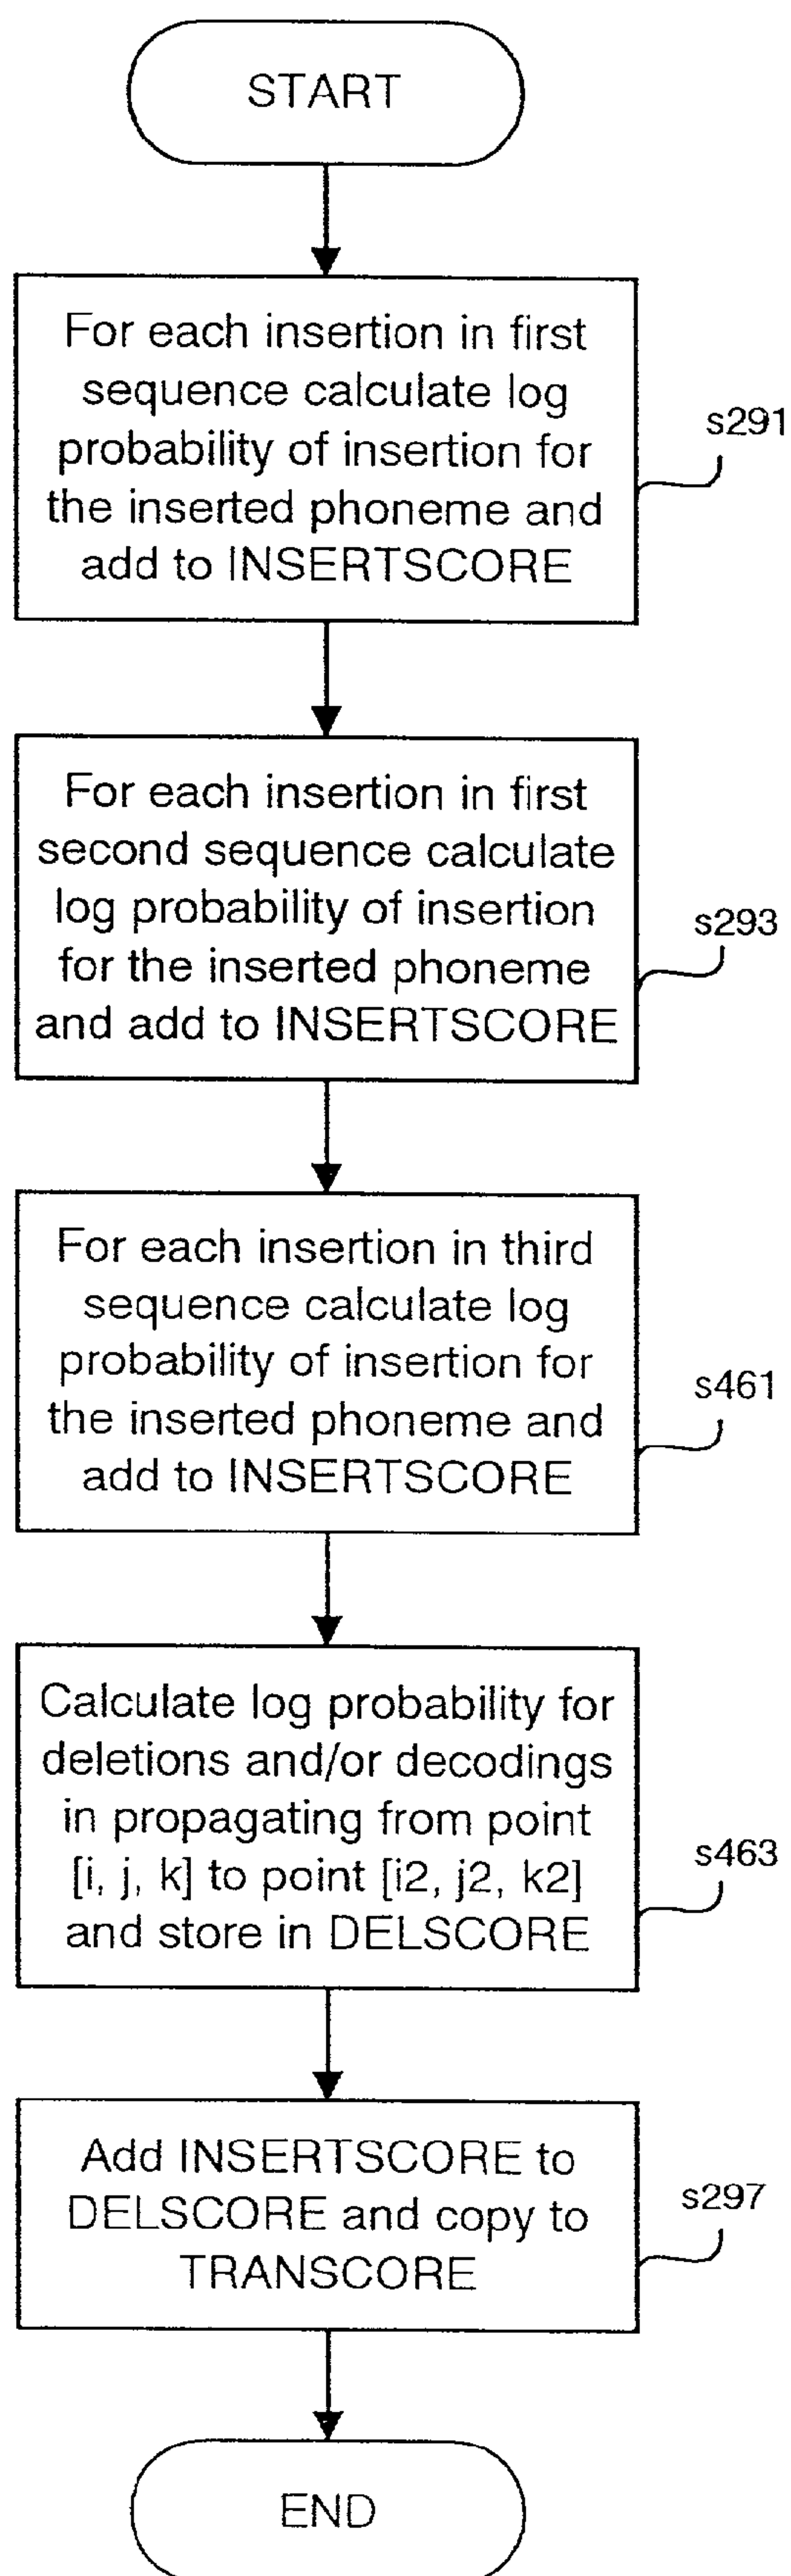 START
For each insertion in first
sequence calculate log
probability of insertion for
the inserted phoneme and
add to INSERTSCORE
s291
For each insertion in first
second sequence calculate
log probability of insertion
for the inserted phoneme
and add to INSERTSCORE
s293
For each insertion in third
sequence calculate log
probability of insertion for
the inserted phoneme and
add to INSERTSCORE
s461
Calculate log probability for
deletions and/or decodings
in propagating from point
[i, j, k] to point [i2, j2, k2]
and store in DELSCORE
s463
Add INSERTSCORE to
DELSCORE and copy to
TRANSCORE
s297
END